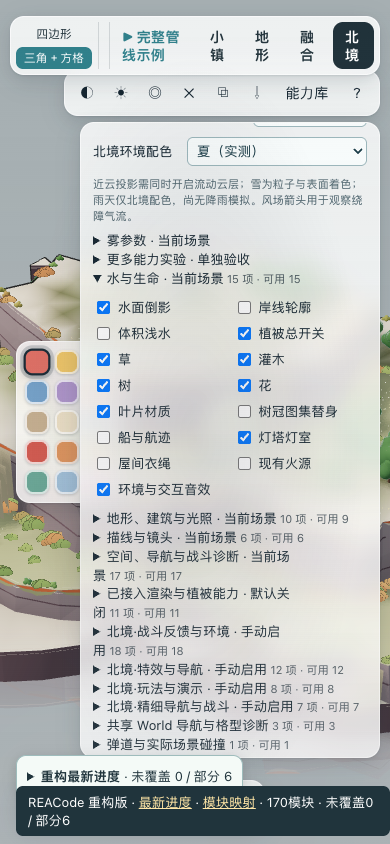 四边形
三角 + 方格
▶ 完整管
线示例
小
镇
地
形
融
合
北
境
能力库
?
北境环境配色
夏（实测）
近云投影需同时开启流动云层；雪为粒子与表面着色；
雨天仅北境配色，尚无降雨模拟。风场箭头用于观察绕
障气流。
▶ 雾参数 · 当前场景
▶ 更多能力实验 · 单独验收
▼ 水与生命 · 当前场景 15 项 · 可用 15
水面倒影
岸线轮廓
体积浅水
植被总开关
草
灌木
树
花
叶片材质
树冠图集替身
船与航迹
灯塔灯室
屋间衣绳
现有火源
环境与交互音效
▶ 地形、建筑与光照 · 当前场景 10 项 · 可用 9
▶ 描线与镜头 · 当前场景 6 项 · 可用 6
▶ 空间、导航与战斗诊断 · 当前场
景 17 项 · 可用 17
▶ 已接入渲染与植被能力 · 默认关
闭 11 项 · 可用 11
▶ 北境·战斗反馈与环境 · 手动启
用 18 项 · 可用 18
▶ 北境·特效与导航 · 手动启用 12 项 · 可用 12
▶ 北境·玩法与演示 · 手动启用 8 项 · 可用 8
▶ 北境·精细导航与战斗 · 手动启用 7 项 · 可用 7
▶ 共享 World 导航与格型诊断 3 项 · 可用 3
▶ 弹道与实际场景碰撞 1 项 · 可用 1
▶ 重构最新进度 · 未覆盖 0 / 部分 6
REACode 重构版 · 最新进度 · 模块映射 · 170模块 · 未覆盖0
/ 部分6